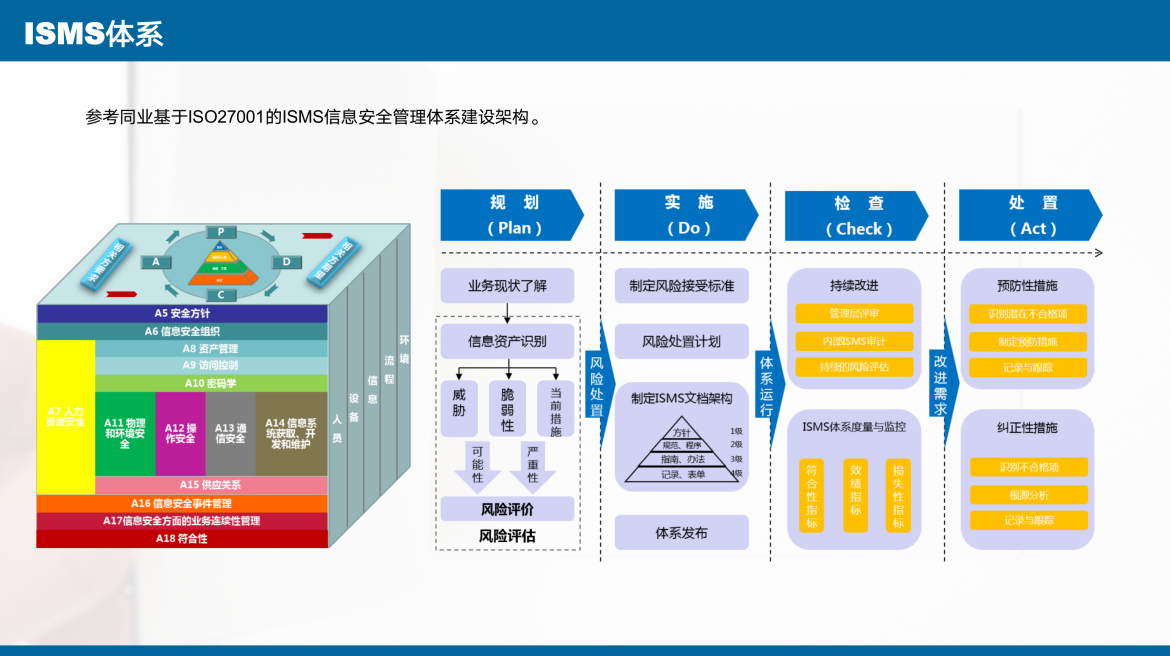 ISMS体系
参考同业基于ISO27001的ISMS信息安全管理体系建设架构。
P
A
D
C
相关方要求
相关方期望
A5 安全方针
A6 信息安全组织
A8 资产管理
A9 访问控制
A10 密码学
A7 人力
资源安全
A11 物理
和环境安
全
A12 操
作安全
A13 通
信安全
A14 信息系
统获取、开
发和维护
A15 供应关系
A16 信息安全事件管理
A17信息安全方面的业务连续性管理
A18 符合性
人员
设备
信息
流程
环境
规 划
（Plan）
业务现状了解
信息资产识别
威胁
脆弱性
当前措施
可能性
严重性
风险评价
风险评估
风险处置
实 施
（Do）
制定风险接受标准
风险处置计划
制定ISMS文档架构
方针
1级
规范、程序
2级
指南、办法
3级
记录、表单
4级
体系发布
体系运行
检 查
（Check）
持续改进
管理层评审
内部ISMS审计
持续的风险评估
ISMS体系度量与监控
符合性指标
效绩指标
损失性指标
改进需求
处 置
（Act）
预防性措施
识别潜在不合格项
制定预防措施
记录与跟踪
纠正性措施
识别不合格项
根源分析
记录与跟踪